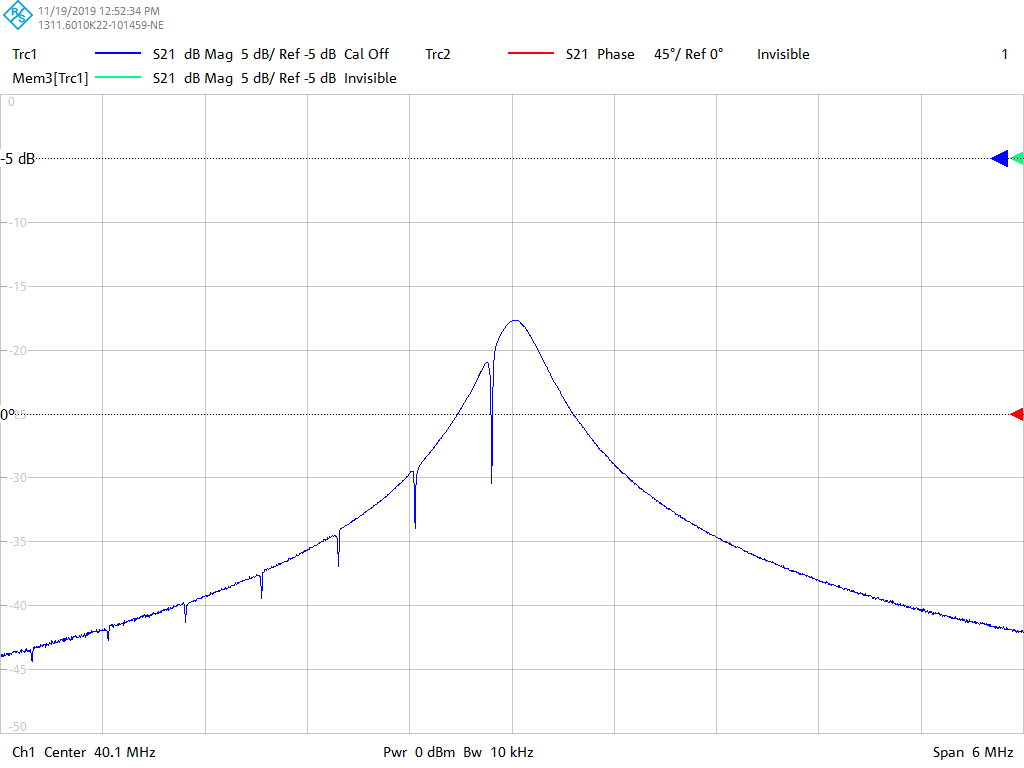 R&S
11/19/2019 12:52:34 PM
1311.6010K22-101459-NE
Trc1 S21 dB Mag 5 dB/ Ref -5 dB Cal Off Trc2 S21 Phase 45°/ Ref 0° Invisible 1
Mem3[Trc1] S21 dB Mag 5 dB/ Ref -5 dB Invisible
0
-5 dB
-10
-15
-20
0° -25
-30
-35
-40
-45
-50
Ch1 Center 40.1 MHz Pwr 0 dBm Bw 10 kHz Span 6 MHz